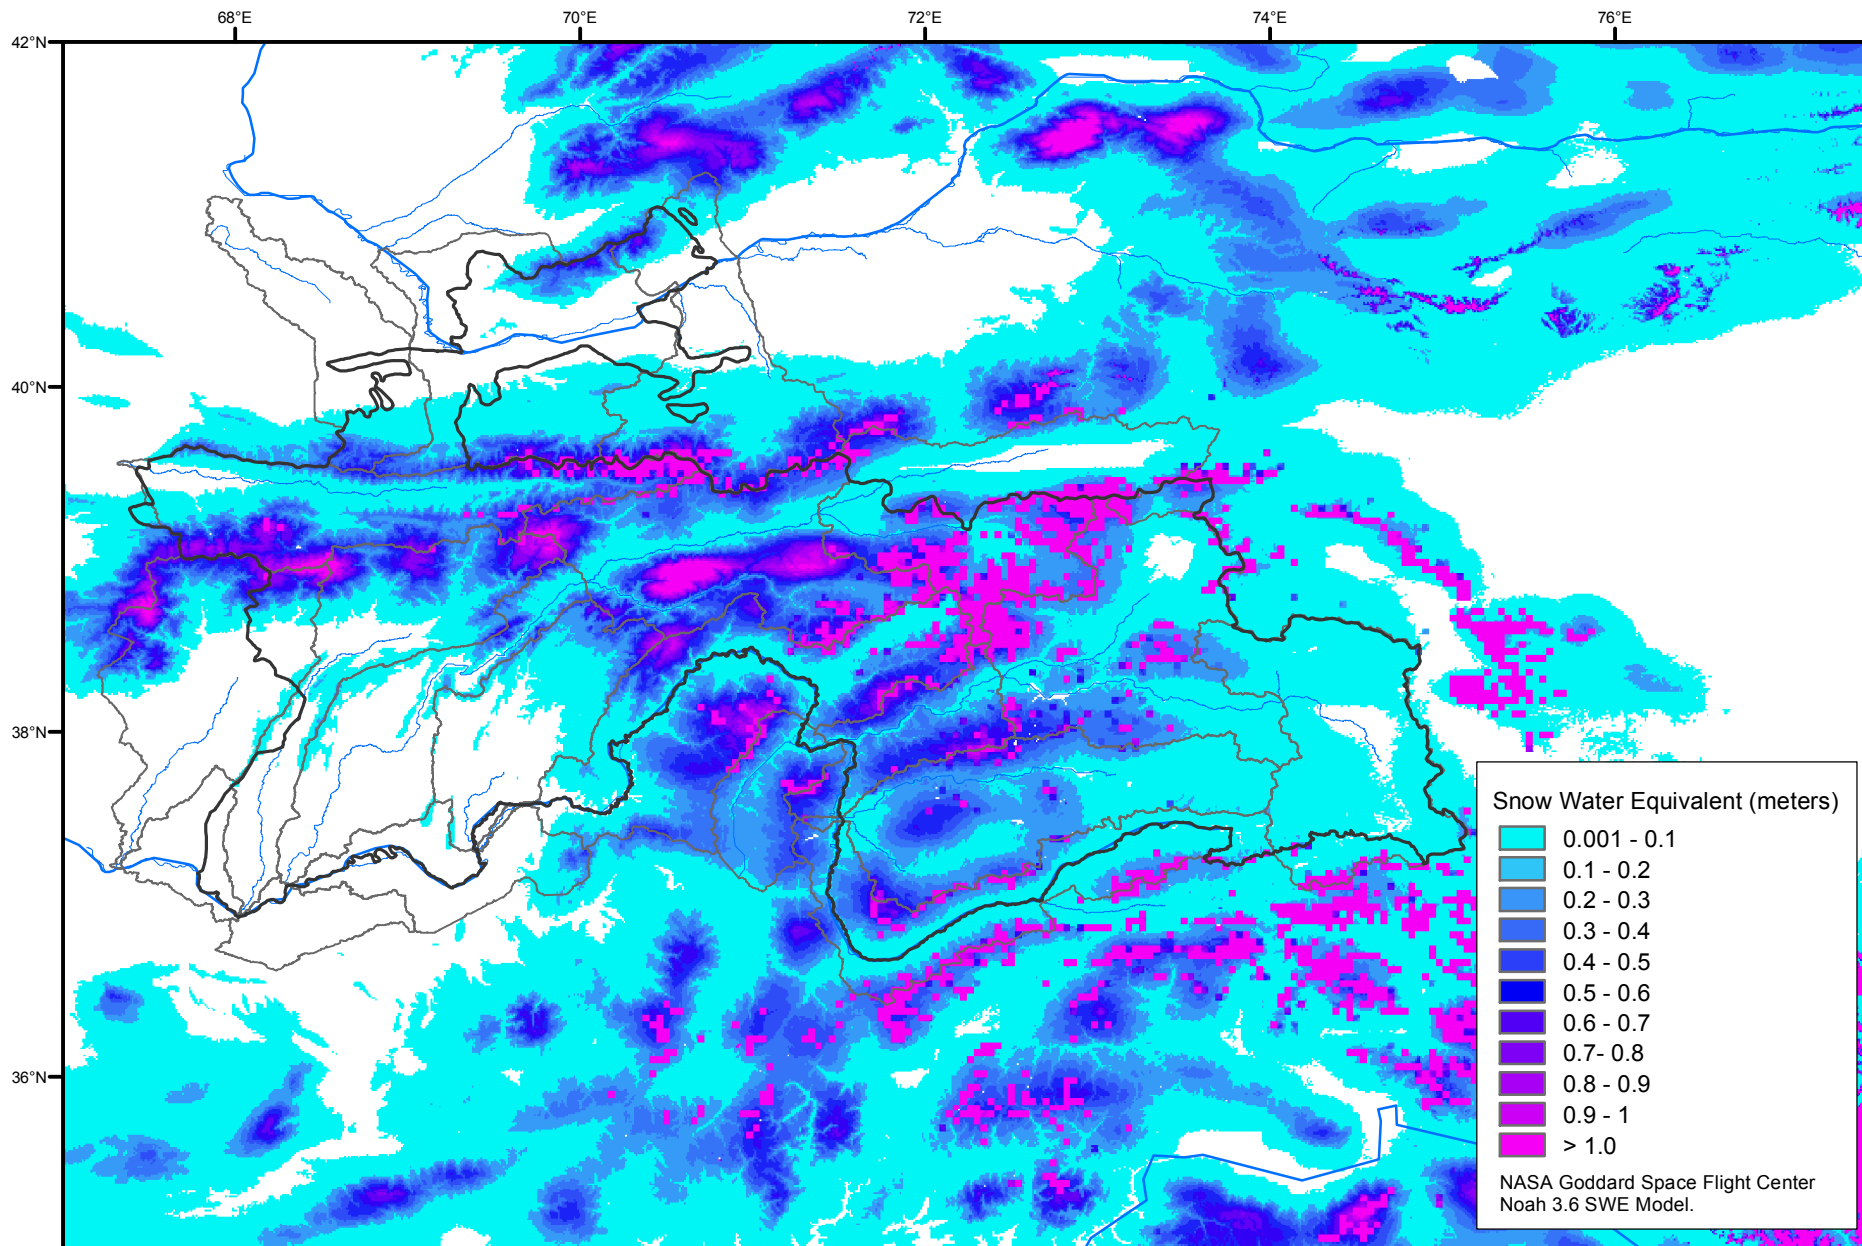 68°E
70°E
72°E
74°E
76°E
42°N
40°N
38°N
36°N
Snow Water Equivalent (meters)
0.001 - 0.1
0.1 - 0.2
0.2 - 0.3
0.3 - 0.4
0.4 - 0.5
0.5 - 0.6
0.6 - 0.7
0.7- 0.8
0.8 - 0.9
0.9 - 1
> 1.0
NASA Goddard Space Flight Center
Noah 3.6 SWE Model.